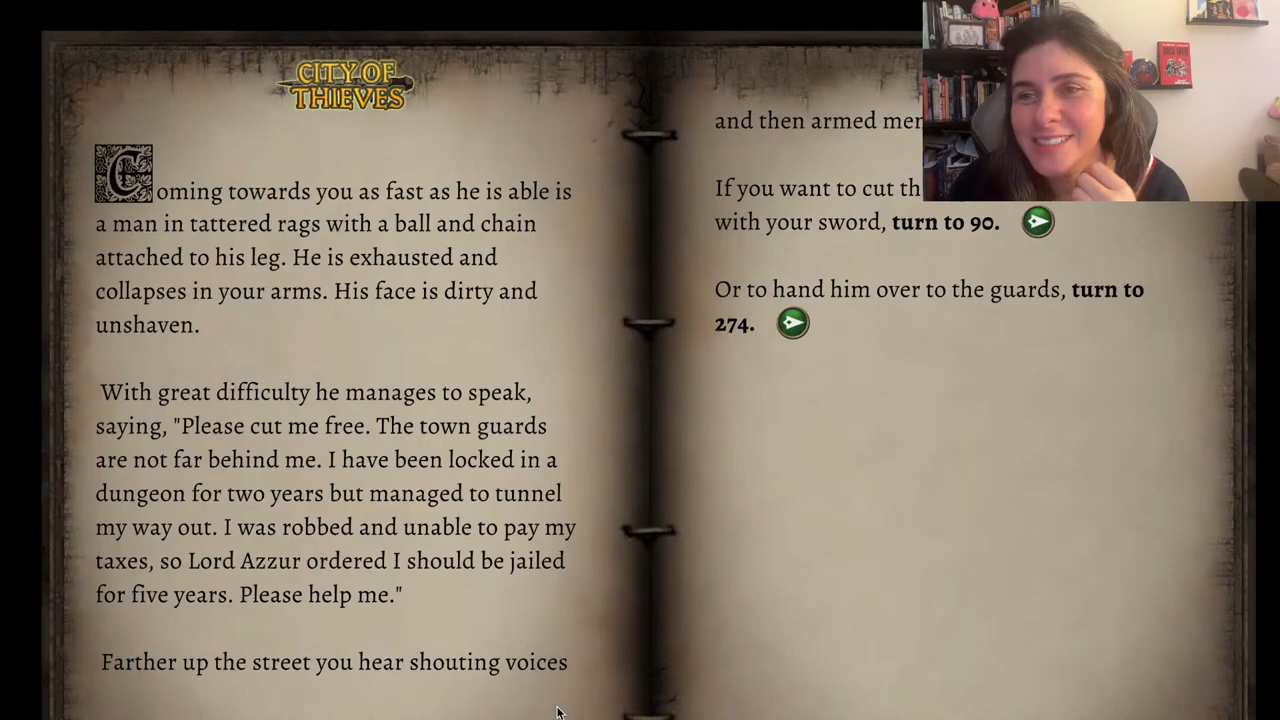 CITY OF
THIEVES
Coming towards you as fast as he is able is
a man in tattered rags with a ball and chain
attached to his leg. He is exhausted and
collapses in your arms. His face is dirty and
unshaven.
With great difficulty he manages to speak,
saying, "Please cut me free. The town guards
are not far behind me. I have been locked in a
dungeon for two years but managed to tunnel
my way out. I was robbed and unable to pay my
taxes, so Lord Azzur ordered I should be jailed
for five years. Please help me."
Farther up the street you hear shouting voices
and then armed men
If you want to cut th
with your sword, turn to 90.
Or to hand him over to the guards, turn to
274.